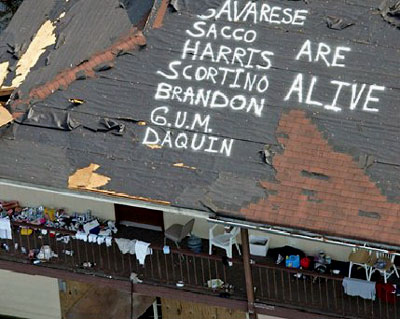 SAVARESE
SACCO
HARRIS ARE
SCORTINO ALIVE
BRANDON
G.U.M.
DAQUIN